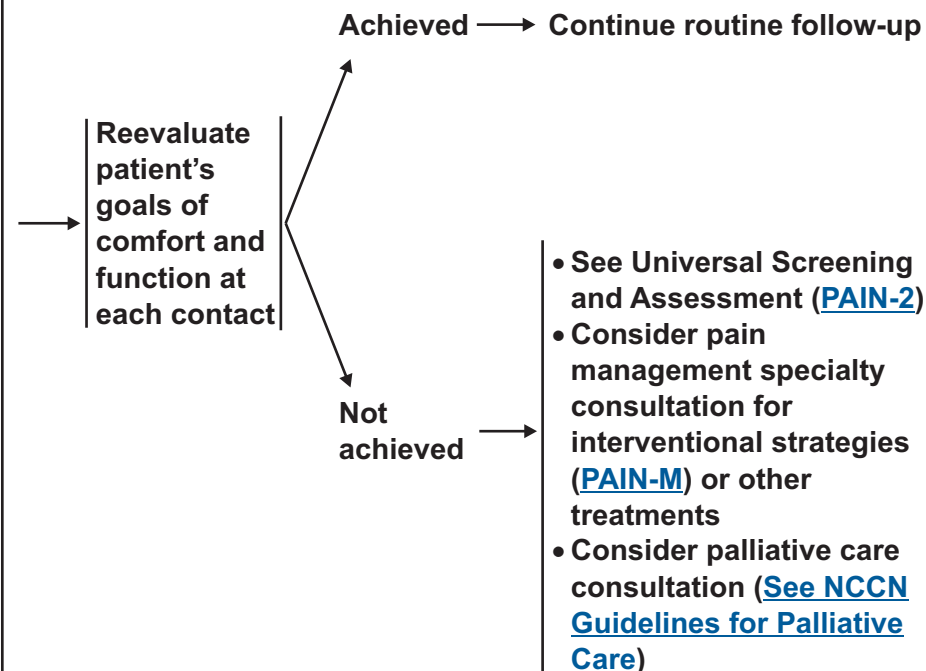 Achieved
Continue routine follow-up
Reevaluate
patient's
goals of
comfort and
function at
each contact
Not
achieved
• See Universal Screening
and Assessment (PAIN-2)
• Consider pain
management specialty
consultation for
interventional strategies
(PAIN-M) or other
treatments
• Consider palliative care
consultation (See NCCN
Guidelines for Palliative
Care)